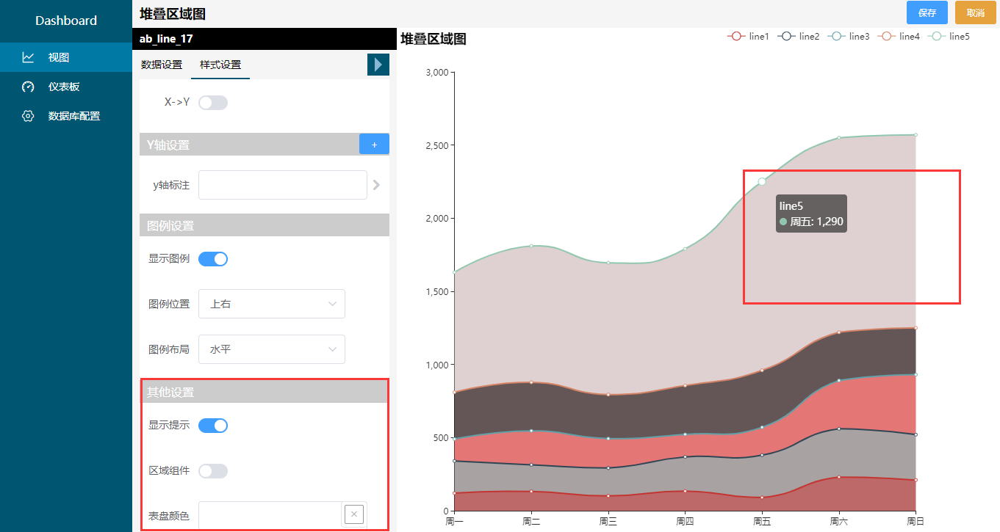 Dashboard
视图
仪表板
数据库配置
堆叠区域图
保存
取消
ab_line_17
数据设置
样式设置
X->Y
Y轴设置
+
y轴标注
图例设置
显示图例
图例位置
上右
图例布局
水平
其他设置
显示提示
区域组件
表盘颜色
堆叠区域图
line1
line2
line3
line4
line5
3,000
2,500
2,000
1,500
1,000
500
0
line5
周五: 1,290
周一
周二
周三
周四
周五
周六
周日